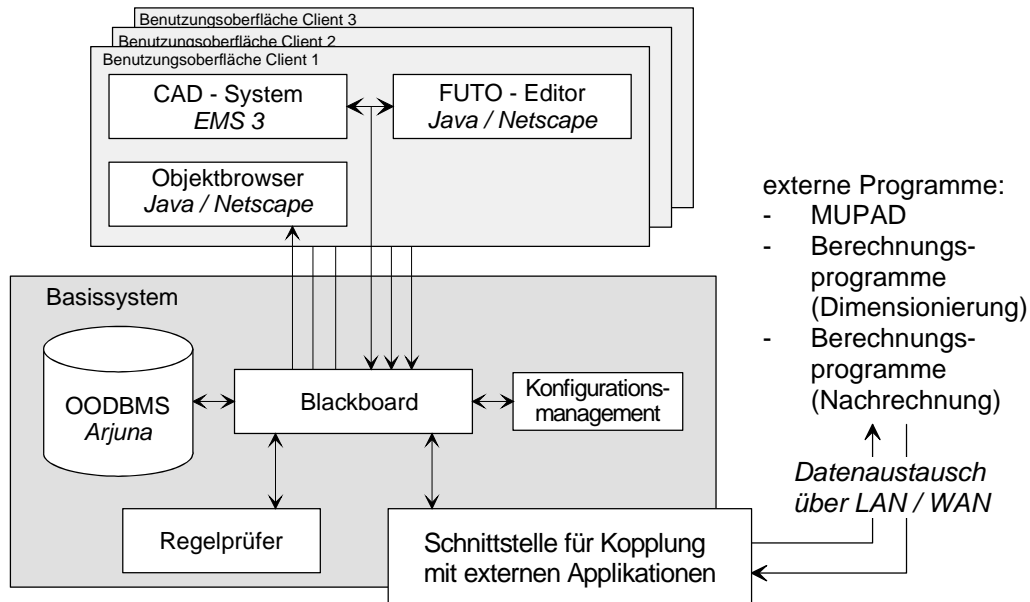 Benutzungsoberfläche Client 3
Benutzungsoberfläche Client 2
Benutzungsoberfläche Client 1
CAD - System
EMS 3
FUTO - Editor
Java / Netscape
Objektbrowser
Java / Netscape
externe Programme:
- MUPAD
- Berechnungs-
programme
(Dimensionierung)
- Berechnungs-
programme
(Nachrechnung)
Basissystem
OODBMS
Arjuna
Blackboard
Konfigurations-
management
Datenaustausch
über LAN / WAN
Regelprüfer
Schnittstelle für Kopplung
mit externen Applikationen